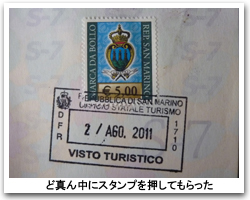 MARCA DA BOLLO
REP. SAN MARINO
€ 5,00
REPUBBLICA DI SAN MARINO
UFFICIO STATALE TURISMO
DFR
2 / AGO. 2011
1710
VISTO TURISTICO
ど真ん中にスタンプを押してもらった